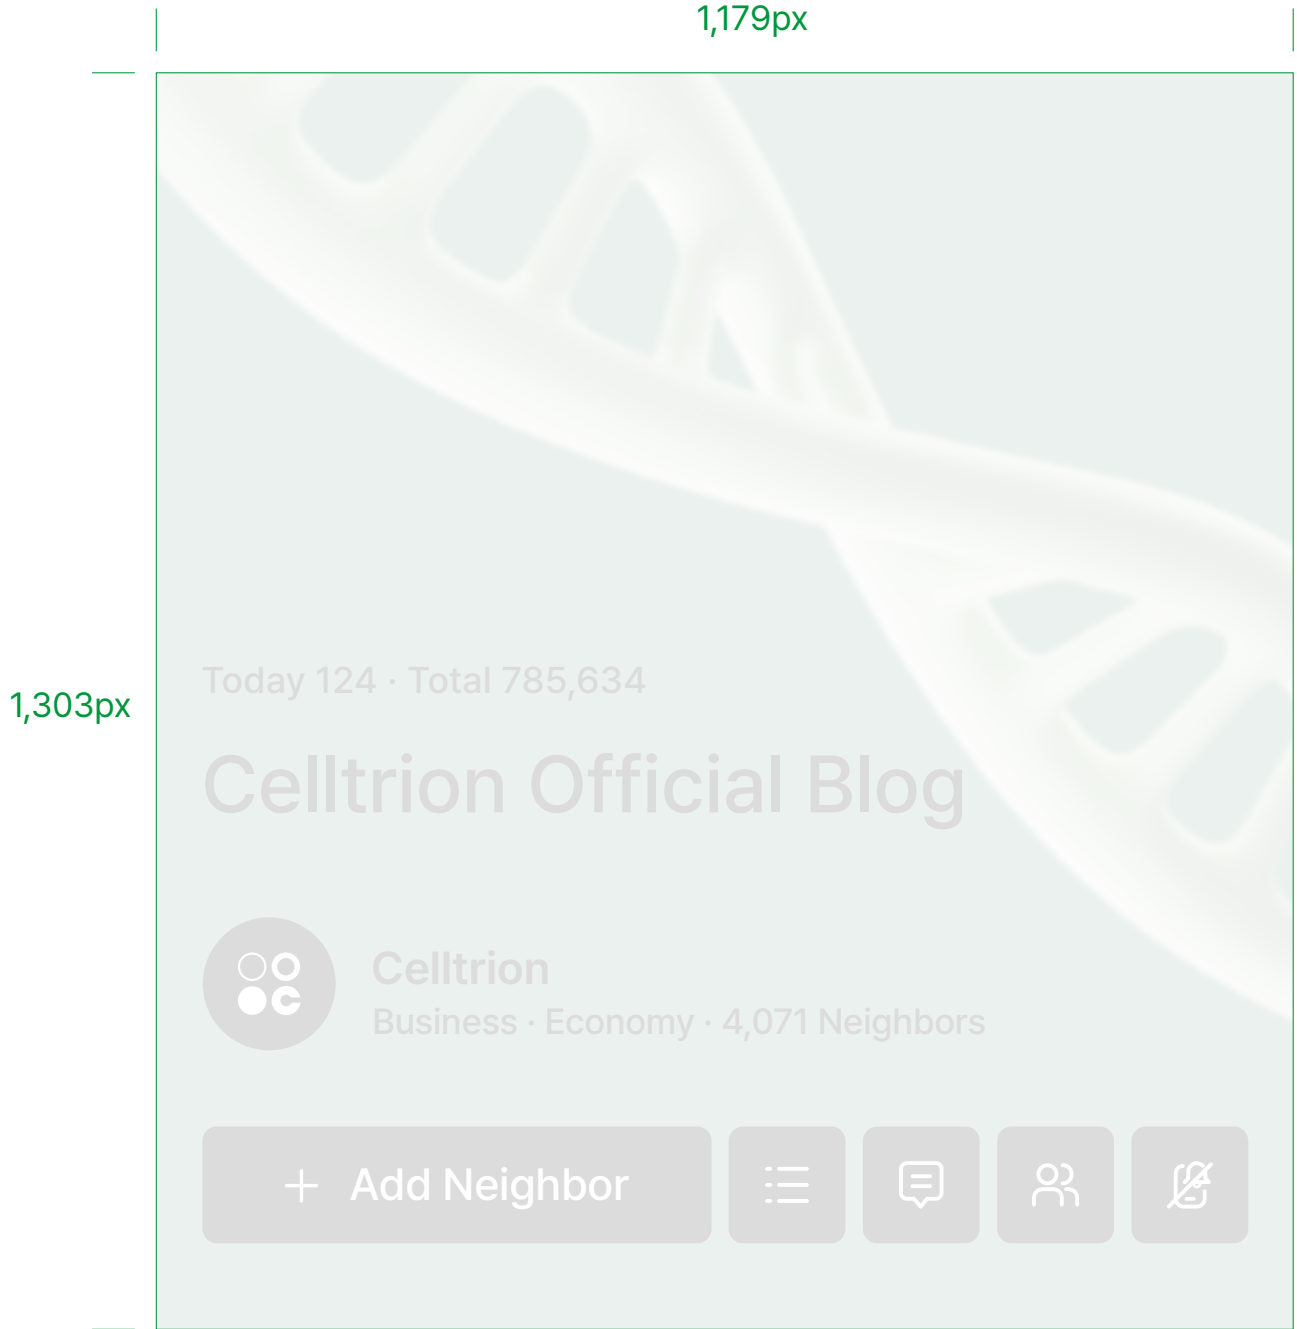 1,179px
1,303px
Today 124 · Total 785,634
Celltrion Official Blog
Celltrion
Business · Economy · 4,071 Neighbors
+ Add Neighbor